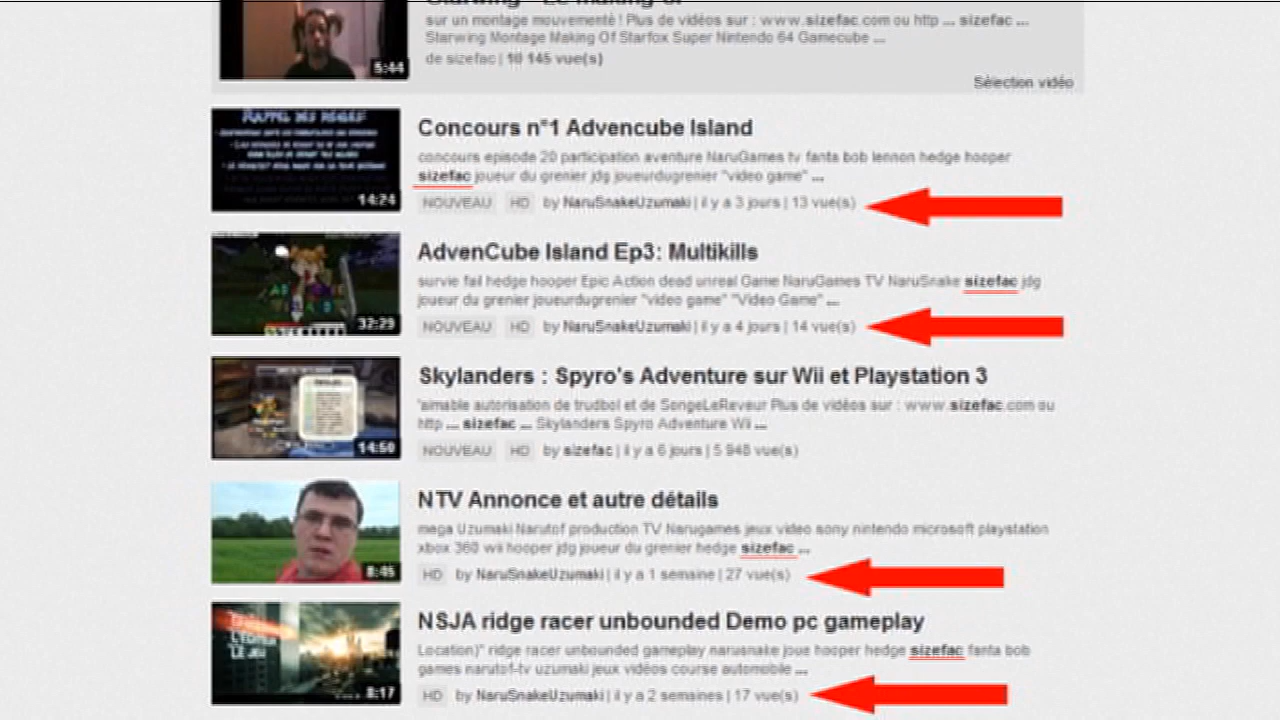 sur un montage mouvementé ! Plus de vidéos sur : www.sizefac.com ou http ... sizefac ...
Starwing Montage Making Of Starfox Super Nintendo 64 Gamecube ...
de sizefac | 10 145 vue(s)
5:44
Sélection vidéo
RAPPEL DES REGLES
14:24
Concours n°1 Advencube Island
concours episode 20 participation aventure NaruGames tv fanta bob lennon hedge hooper
sizefac joueur du grenier jdg joueurdugrenier "video game" ...
NOUVEAU HD by NaruSnakeUzumaki | il y a 3 jours | 13 vue(s)
32:29
AdvenCube Island Ep3: Multikills
survie fail hedge hooper Epic Action dead unreal Game NaruGames TV NaruSnake sizefac jdg
joueur du grenier joueurdugrenier "video game" "Video Game" ...
NOUVEAU HD by NaruSnakeUzumaki | il y a 4 jours | 14 vue(s)
14:50
Skylanders : Spyro's Adventure sur Wii et Playstation 3
'aimable autorisation de trudbol et de SongeLeReveur Plus de vidéos sur : www.sizefac.com ou
http ... sizefac ... Skylanders Spyro Adventure Wii ...
NOUVEAU HD by sizefac | il y a 6 jours | 5 948 vue(s)
8:45
NTV Annonce et autre détails
mega Uzumaki Narutof production TV Narugames jeux video sony nintendo microsoft playstation
xbox 360 wii hooper jdg joueur du grenier hedge sizefac ...
HD by NaruSnakeUzumaki | il y a 1 semaine | 27 vue(s)
8:17
NSJA ridge racer unbounded Demo pc gameplay
Location)" ridge racer unbounded gameplay narusnake joue hooper hedge sizefac fanta bob
games narutof-tv uzumaki jeux vidéos course automobile ...
HD by NaruSnakeUzumaki | il y a 2 semaines | 17 vue(s)